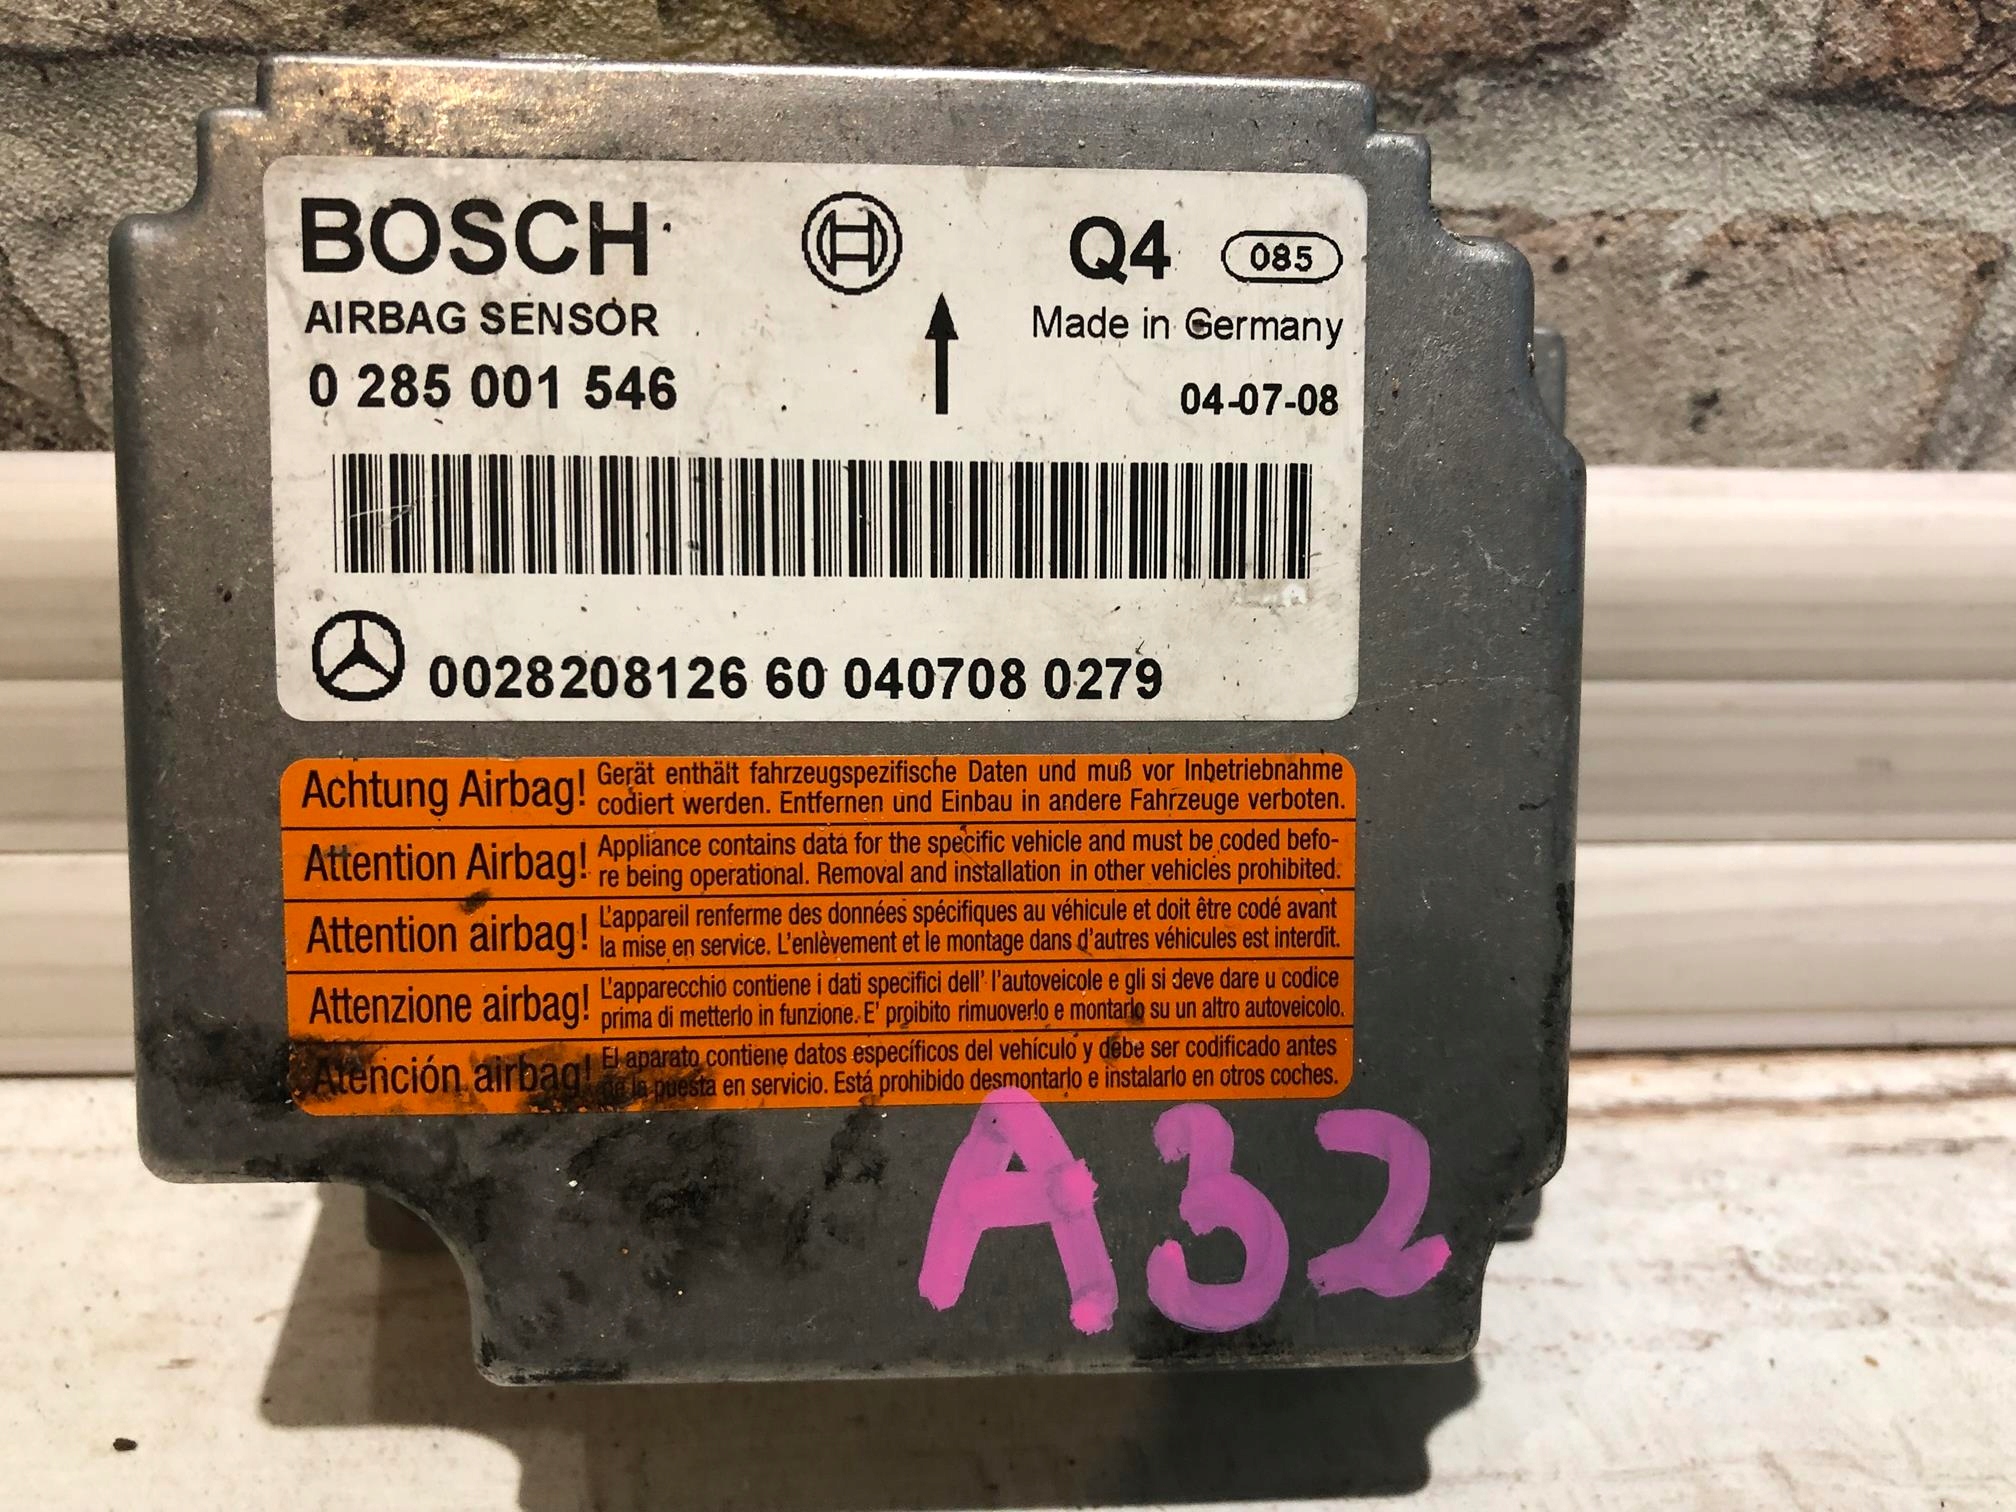 BOSCH
Q4 085
AIRBAG SENSOR
Made in Germany
0 285 001 546
04-07-08
0028208126 60 040708 0279
Achtung Airbag! Gerät enthält fahrzeugspezifische Daten und muß vor Inbetriebnahme
codiert werden. Entfernen und Einbau in andere Fahrzeuge verboten.
Attention Airbag! Appliance contains data for the specific vehicle and must be coded befo-
re being operational. Removal and installation in other vehicles prohibited.
Attention airbag! L'appareil renferme des données spécifiques au véhicule et doit être codé avant
la mise en service. L'enlèvement et le montage dans d'autres véhicules est interdit.
Attenzione airbag! L'apparecchio contiene i dati specifici dell' l'autoveicole e gli si deve dare u codice
prima di metterlo in funzione. E' proibito rimuoverlo e montarlo su un altro autoveicolo.
Atención airbag! El aparato contiene datos específicos del vehículo y debe ser codificado antes
de la puesta en servicio. Está prohibido desmontarlo e instalarlo en otros coches.
A32